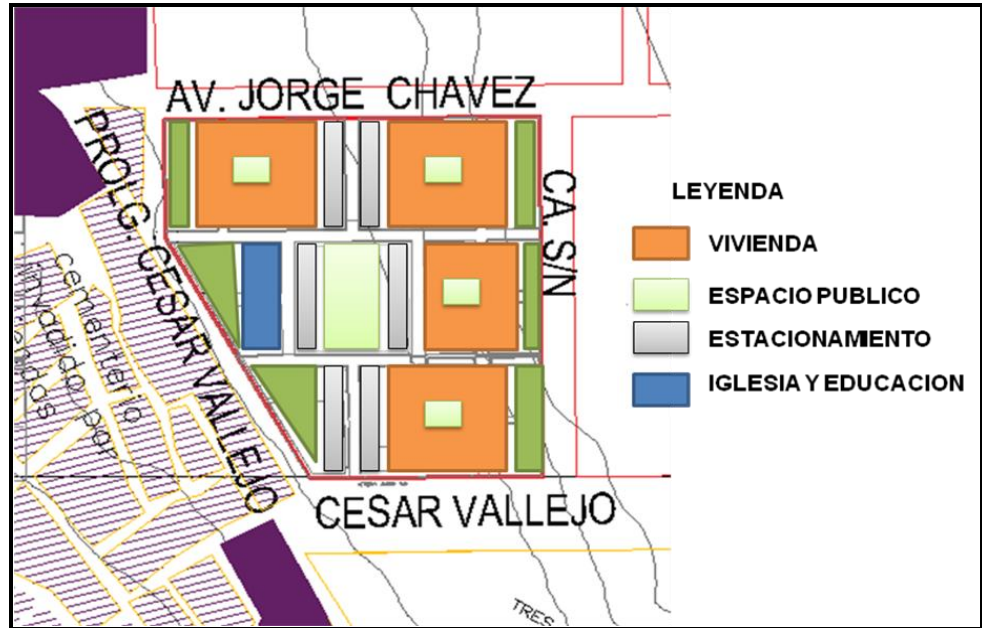 AV. JORGE CHAVEZ
PROLG. CESAR VALLEJO
CA. S/N
cementerio
invadido por
CESAR VALLEJO
TRES
LEYENDA
VIVIENDA
ESPACIO PUBLICO
ESTACIONAMIENTO
IGLESIA Y EDUCACION